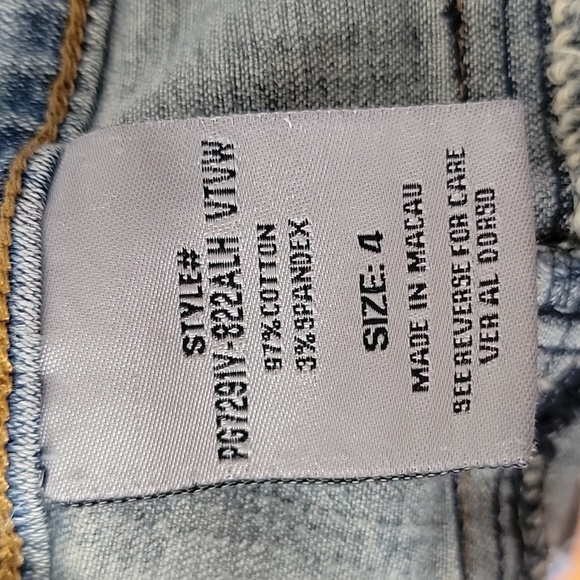 STYLE#
PG7291Y-822ALH VTVW
97%COTTON
3%SPANDEX
SIZE: 4
MADE IN MACAU
SEE REVERSE FOR CARE
VER AL DORSO